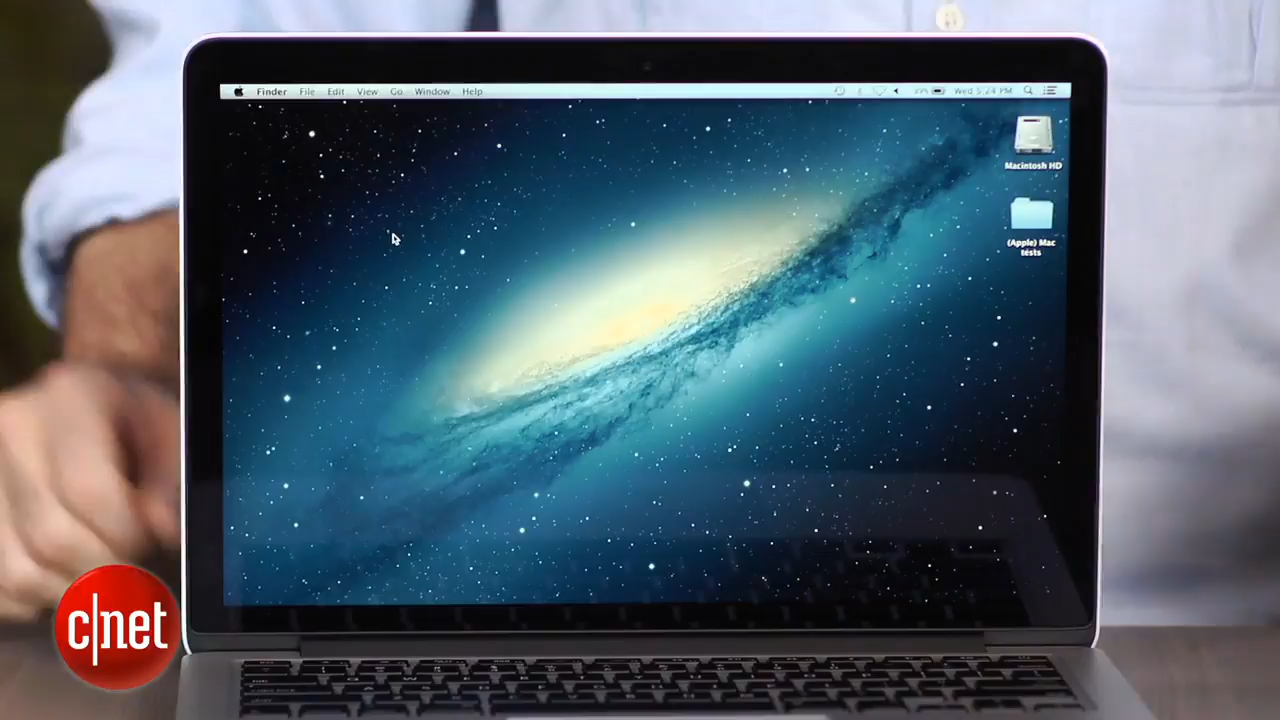 Finder File Edit View Go Window Help Wed 5:24 PM
Macintosh HD
(Apple) Mac
tests
c|net